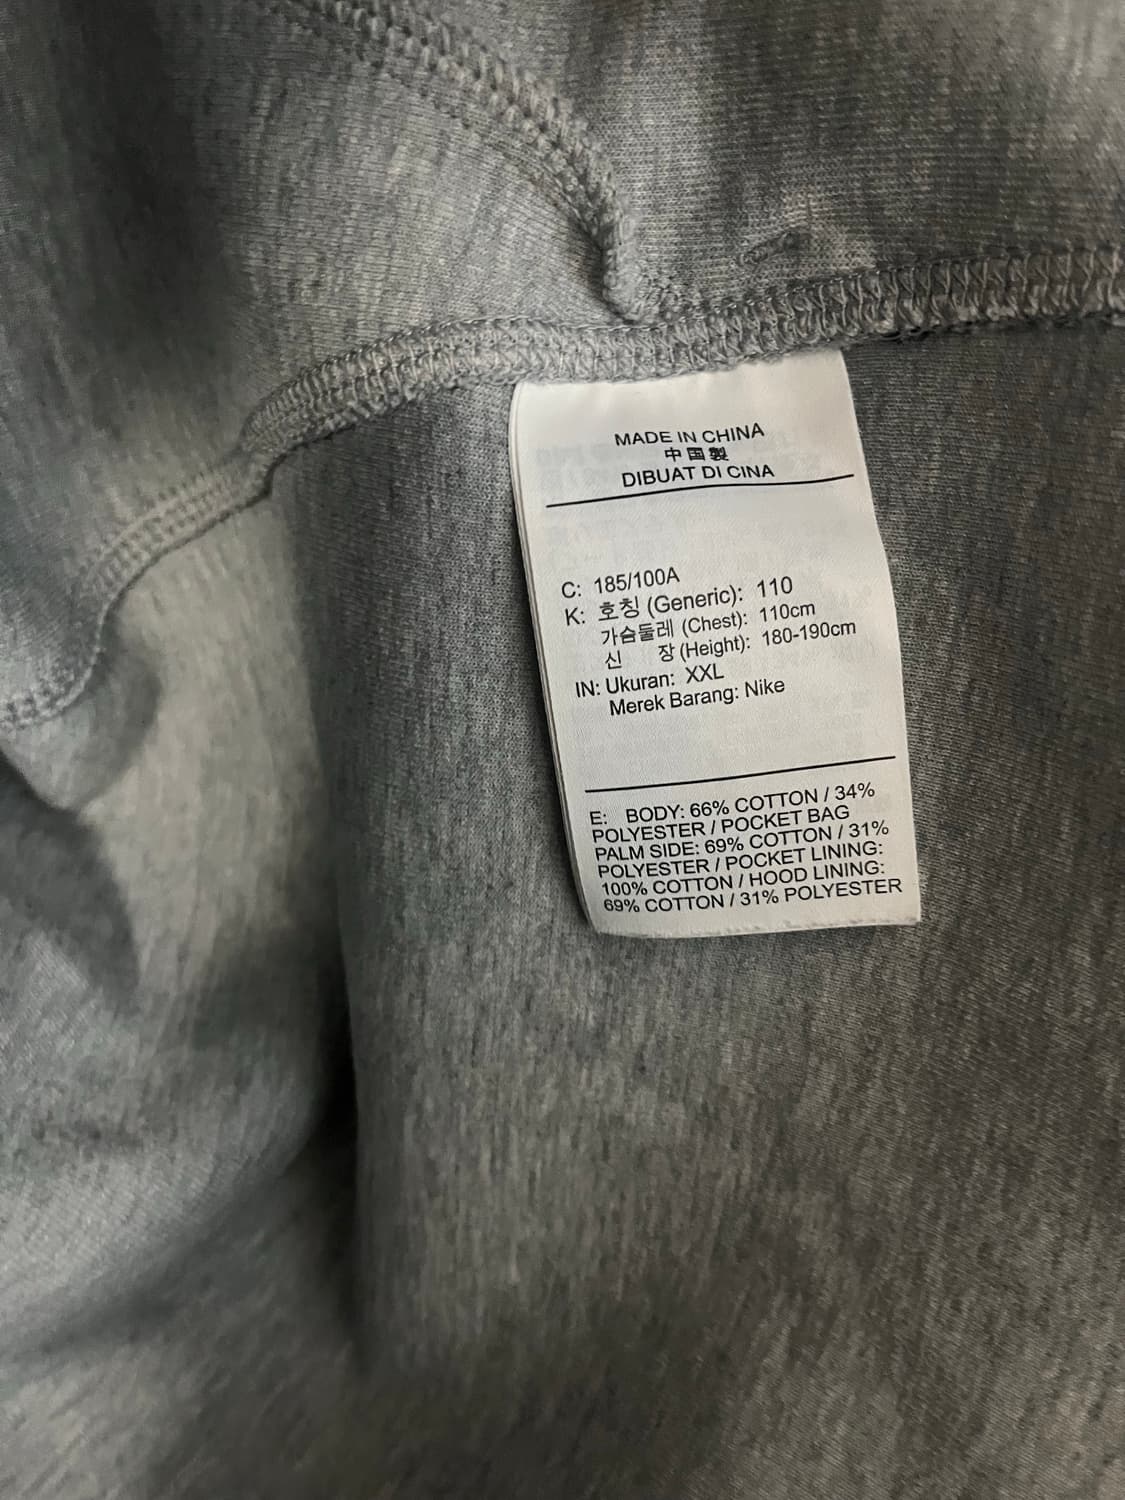 MADE IN CHINA
中国製
DIBUAT DI CINA
C: 185/100A
K: 호칭 (Generic): 110
가슴둘레 (Chest): 110cm
신 장 (Height): 180-190cm
IN: Ukuran: XXL
Merek Barang: Nike
E: BODY: 66% COTTON / 34%
POLYESTER / POCKET BAG
PALM SIDE: 69% COTTON / 31%
POLYESTER / POCKET LINING:
100% COTTON / HOOD LINING:
69% COTTON / 31% POLYESTER